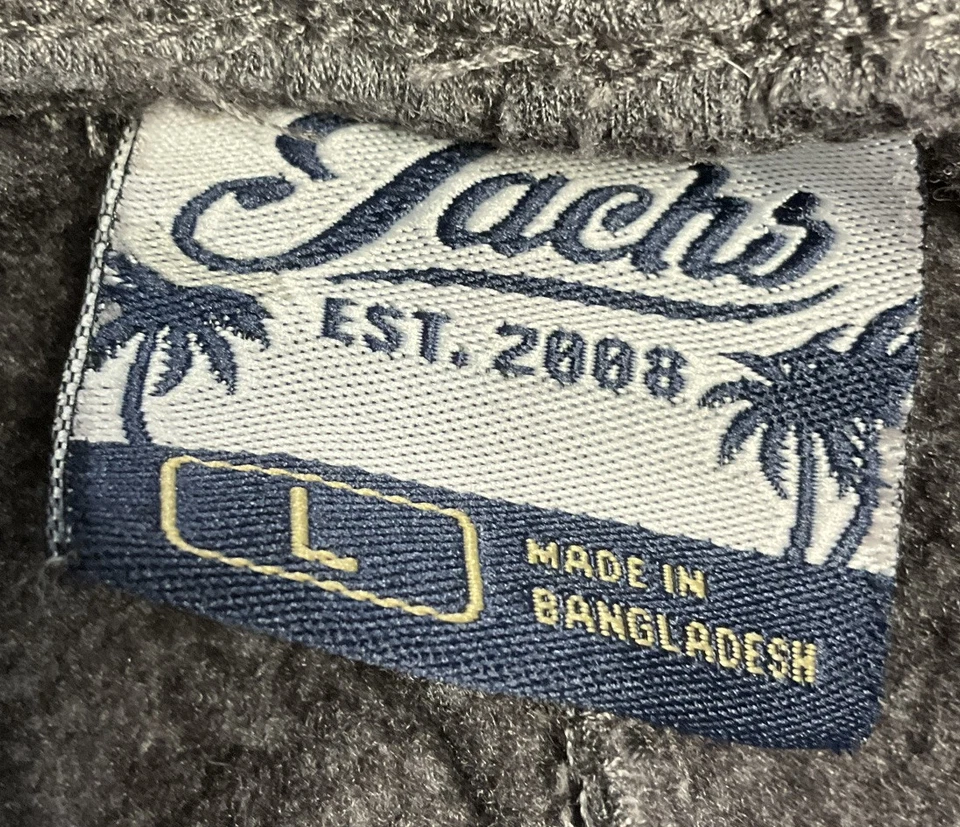 Jachs
EST. 2008
L
MADE IN
BANGLADESH